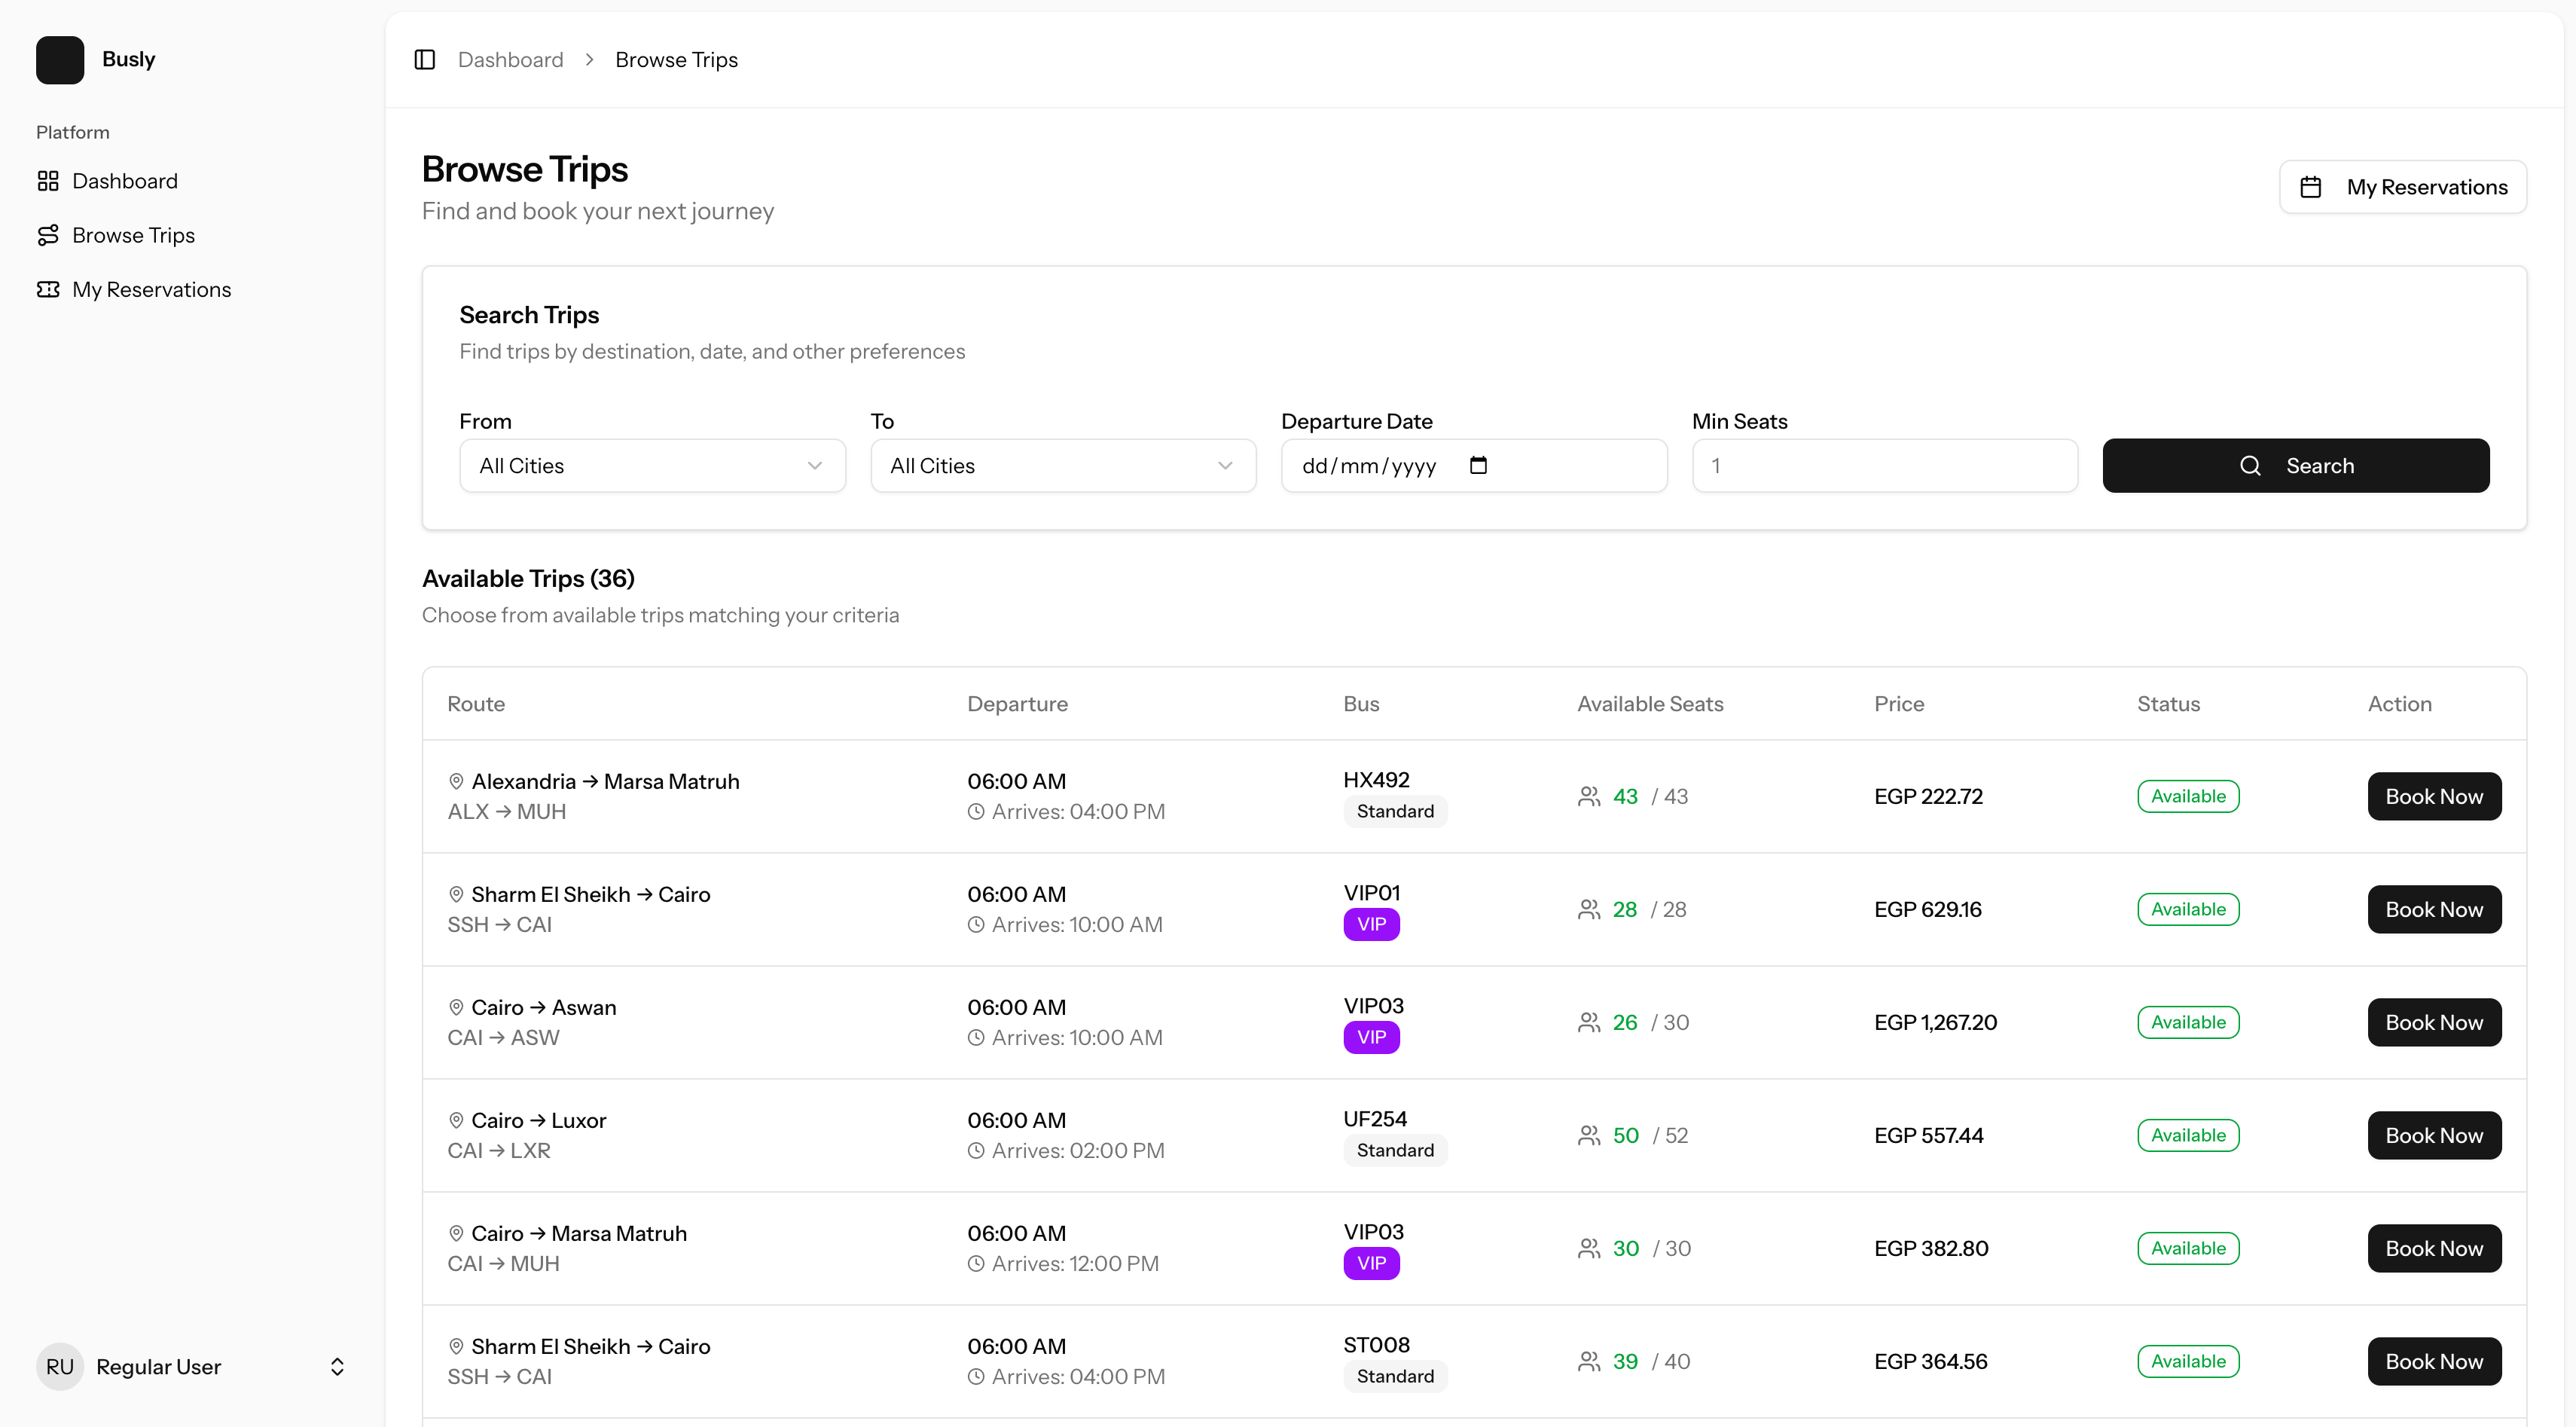 Busly
Platform
Dashboard
Browse Trips
My Reservations
RU Regular User
Dashboard > Browse Trips
Browse Trips
Find and book your next journey
My Reservations
Search Trips
Find trips by destination, date, and other preferences
From To Departure Date Min Seats
All Cities All Cities dd/mm/yyyy 1 Search
Available Trips (36)
Choose from available trips matching your criteria
Route Departure Bus Available Seats Price Status Action
Alexandria → Marsa Matruh 06:00 AM HX492 43 / 43 EGP 222.72 Available Book Now
ALX → MUH Arrives: 04:00 PM Standard
Sharm El Sheikh → Cairo 06:00 AM VIP01 28 / 28 EGP 629.16 Available Book Now
SSH → CAI Arrives: 10:00 AM VIP
Cairo → Aswan 06:00 AM VIP03 26 / 30 EGP 1,267.20 Available Book Now
CAI → ASW Arrives: 10:00 AM VIP
Cairo → Luxor 06:00 AM UF254 50 / 52 EGP 557.44 Available Book Now
CAI → LXR Arrives: 02:00 PM Standard
Cairo → Marsa Matruh 06:00 AM VIP03 30 / 30 EGP 382.80 Available Book Now
CAI → MUH Arrives: 12:00 PM VIP
Sharm El Sheikh → Cairo 06:00 AM ST008 39 / 40 EGP 364.56 Available Book Now
SSH → CAI Arrives: 04:00 PM Standard